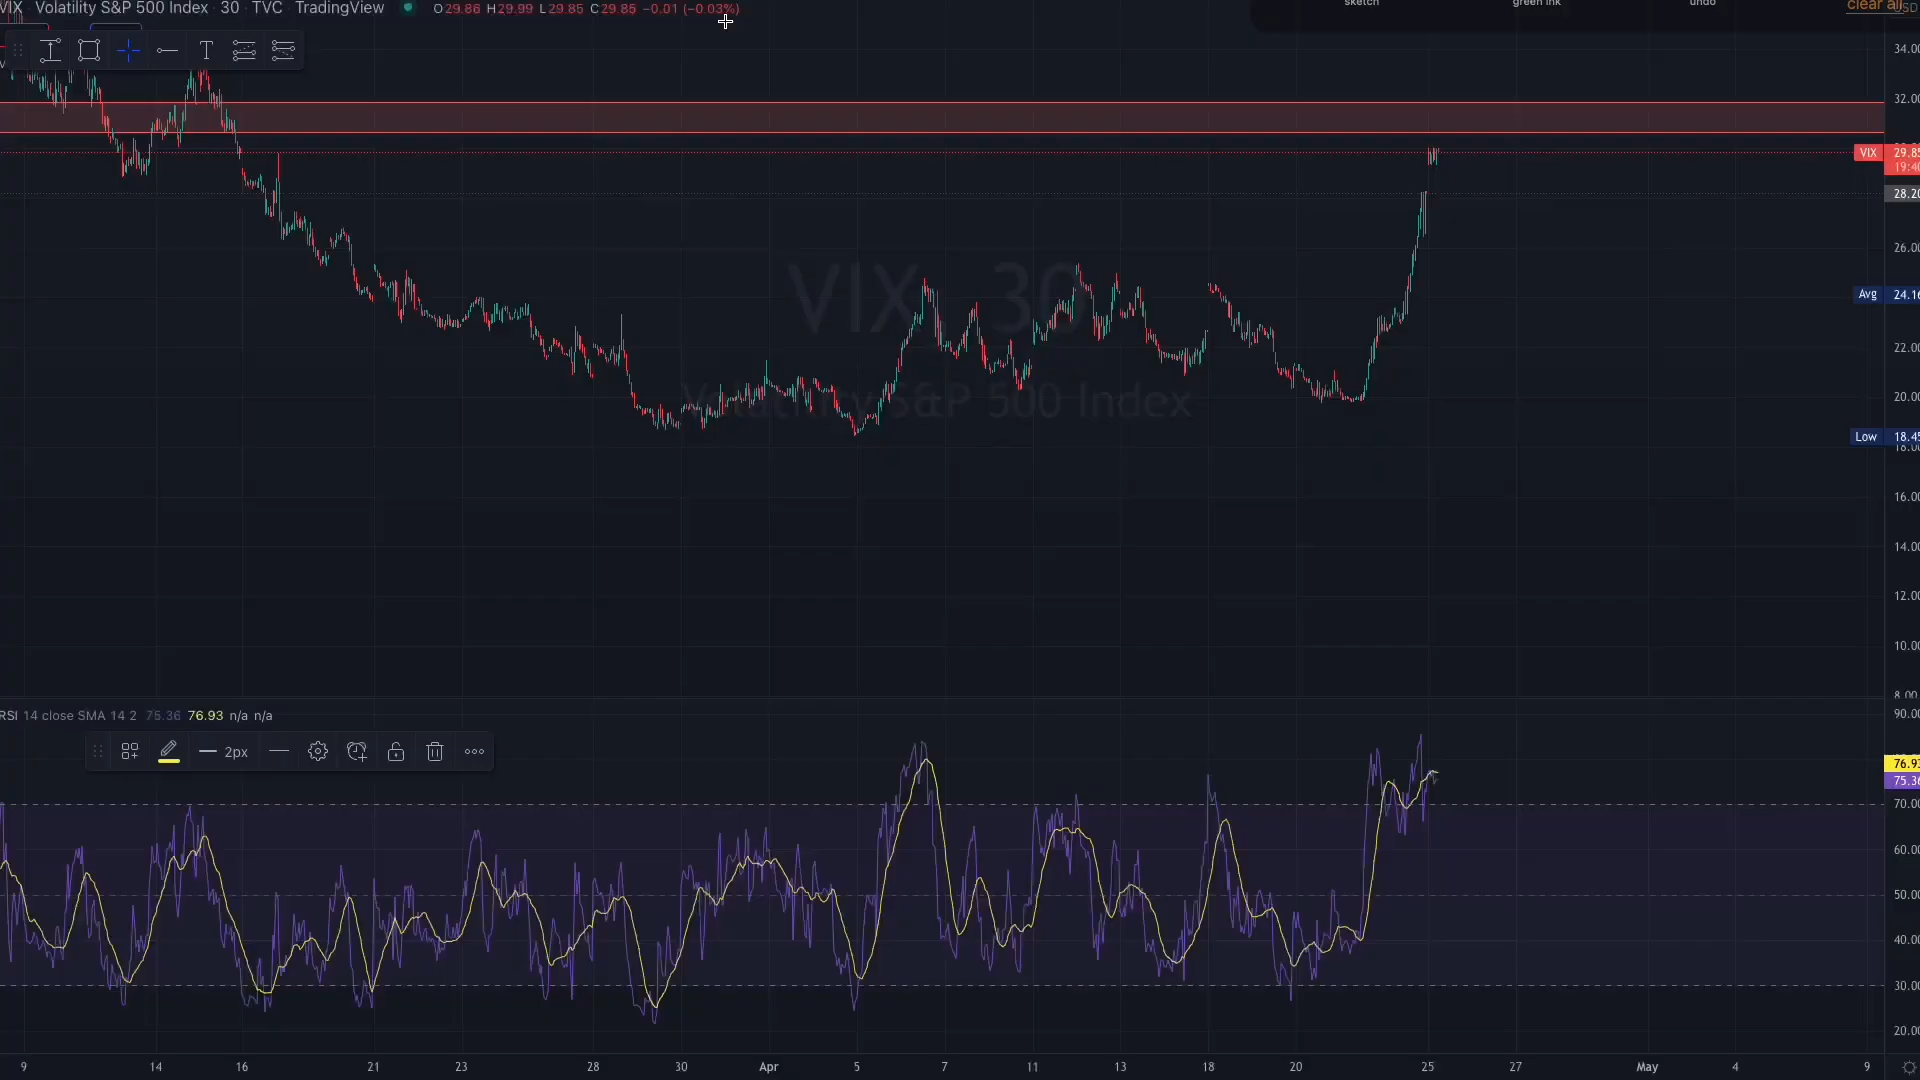 VIX Volatility S&P 500 Index · 30 · TVC TradingView O29.86 H29.99 L29.85 C29.85 −0.01 (−0.03%)
sketch green ink undo clear all
T
34.00
32.00
VIX 29.85
19:40
28.20
26.00
VIX, 30
Avg 24.16
22.00
20.00
Volatility S&P 500 Index
Low 18.45
18.00
16.00
14.00
12.00
10.00
8.00
RSI 14 close SMA 14 2 75.36 76.93 n/a n/a
90.00
2px
76.93
75.36
70.00
60.00
50.00
40.00
30.00
20.00
9 14 16 21 23 28 30 Apr 5 7 11 13 18 20 25 27 May 4 9